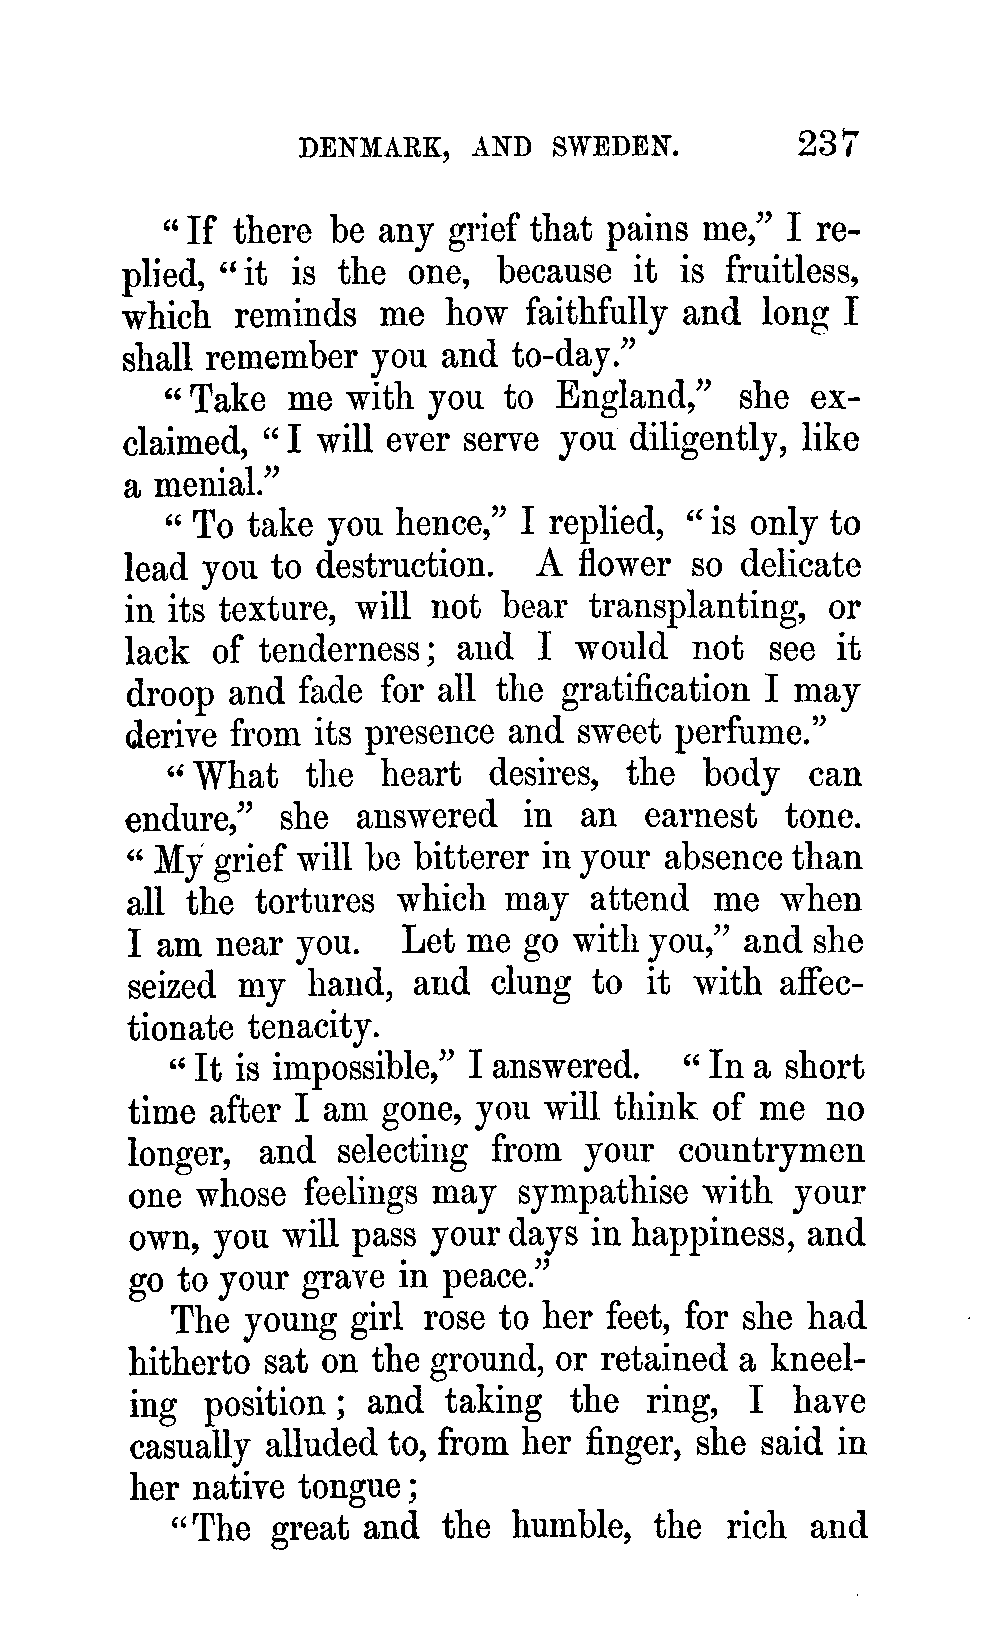 DENMARK, AND SWEDEN. 237
"If there be any grief that pains me," I re-
plied, "it is the one, because it is fruitless,
which reminds me how faithfully and long I
shall remember you and to-day."
"Take me with you to England," she ex-
claimed, "I will ever serve you diligently, like
a menial."
"To take you hence," I replied, "is only to
lead you to destruction. A flower so delicate
in its texture, will not bear transplanting, or
lack of tenderness; and I would not see it
droop and fade for all the gratification I may
derive from its presence and sweet perfume."
"What the heart desires, the body can
endure," she answered in an earnest tone.
"My grief will be bitterer in your absence than
all the tortures which may attend me when
I am near you. Let me go with you," and she
seized my hand, and clung to it with affec-
tionate tenacity.
"It is impossible," I answered. "In a short
time after I am gone, you will think of me no
longer, and selecting from your countrymen
one whose feelings may sympathise with your
own, you will pass your days in happiness, and
go to your grave in peace."
The young girl rose to her feet, for she had
hitherto sat on the ground, or retained a kneel-
ing position; and taking the ring, I have
casually alluded to, from her finger, she said in
her native tongue;
"The great and the humble, the rich and